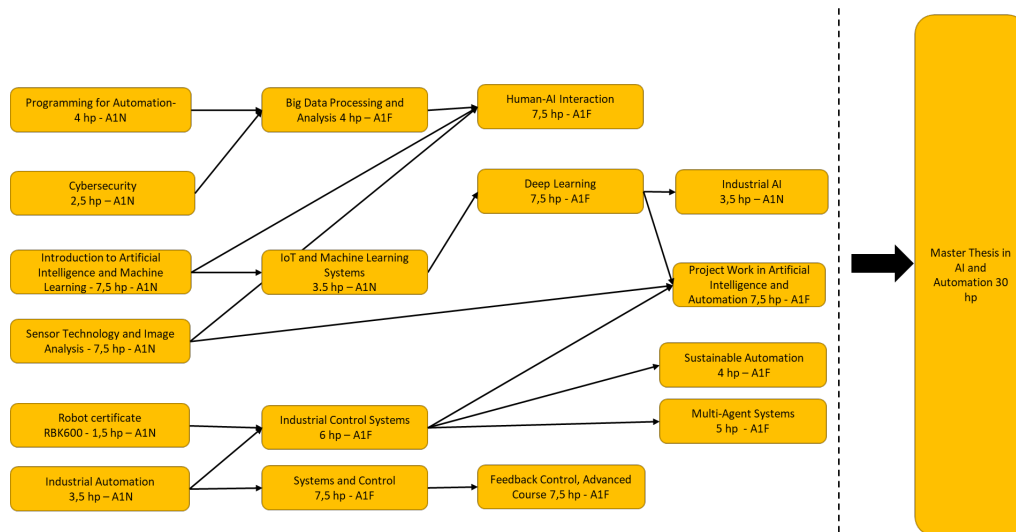 Programming for Automation-
4 hp - A1N
Cybersecurity
2,5 hp – A1N
Introduction to Artificial
Intelligence and Machine
Learning - 7,5 hp - A1N
Sensor Technology and Image
Analysis - 7,5 hp - A1N
Robot certificate
RBK600 - 1,5 hp – A1N
Industrial Automation
3,5 hp – A1N
Big Data Processing and
Analysis 4 hp – A1F
IoT and Machine Learning
Systems
3.5 hp – A1N
Industrial Control Systems
6 hp – A1F
Systems and Control
7,5 hp - A1F
Human-AI Interaction
7,5 hp - A1F
Deep Learning
7,5 hp - A1F
Feedback Control, Advanced
Course 7,5 hp - A1F
Industrial AI
3,5 hp – A1N
Project Work in Artificial
Intelligence and
Automation 7,5 hp - A1F
Sustainable Automation
4 hp – A1F
Multi-Agent Systems
5 hp  - A1F
Master Thesis in
AI and
Automation 30
hp